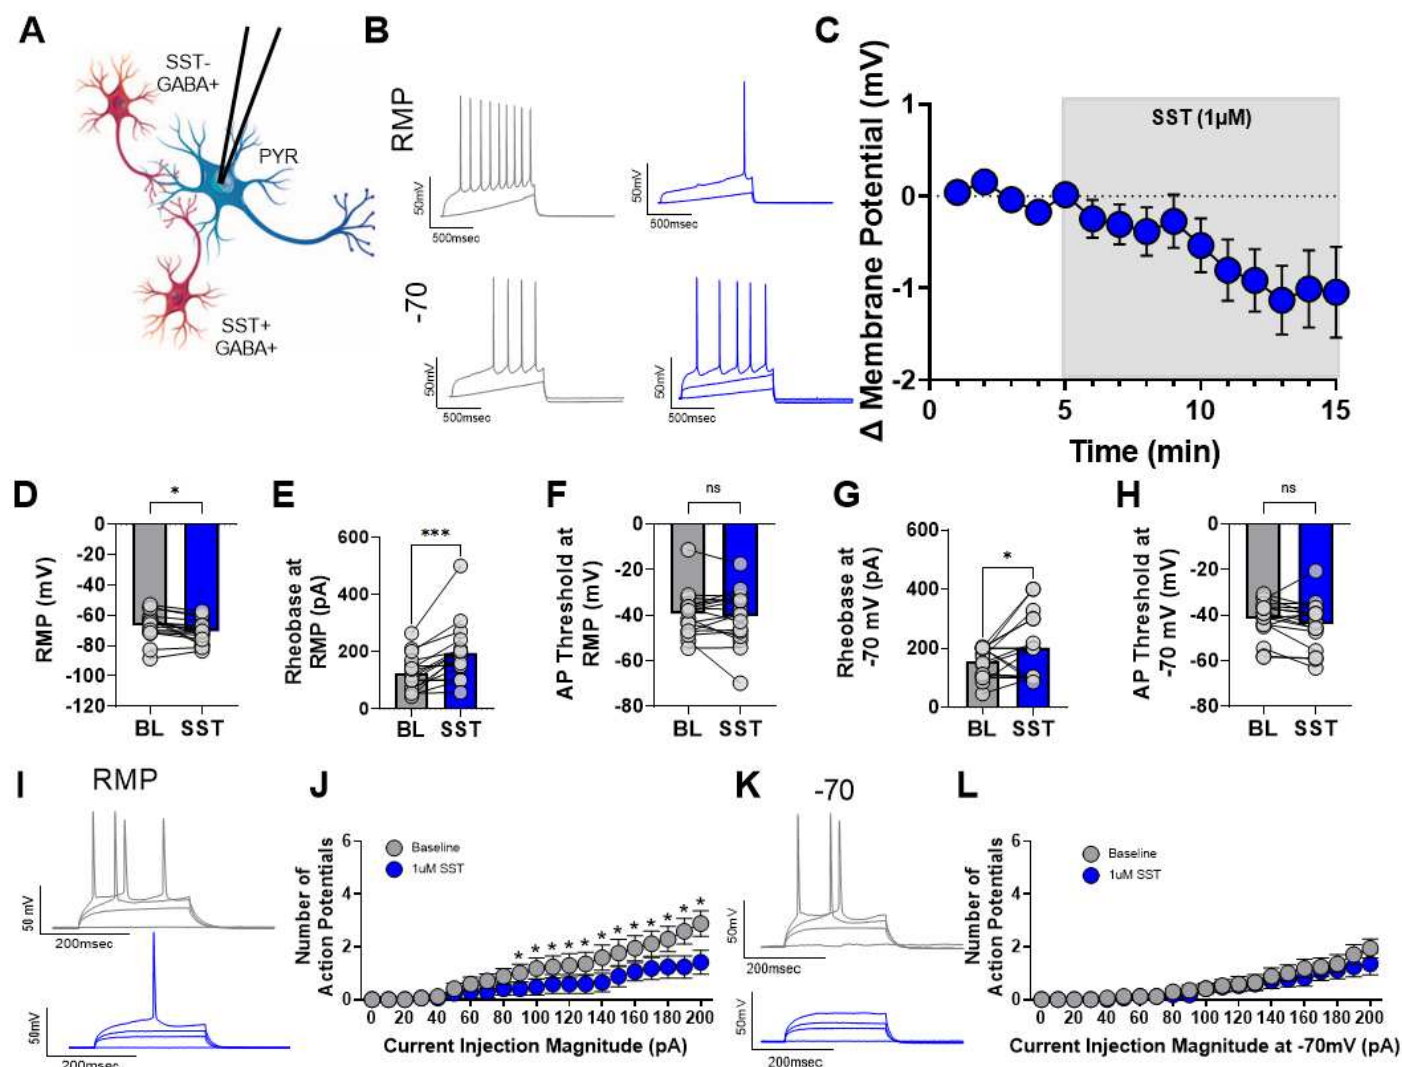 A
SST-
GABA+
PYR
SST+
GABA+
B
RMP
50mV
500msec
50mV
500msec
-70
50mV
500msec
50mV
500msec
C
Δ Membrane Potential (mV)
1
0
-1
-2
SST (1μM)
0
5
10
15
Time (min)
D
RMP (mV)
*
0
-20
-40
-60
-80
-100
-120
BL SST
E
Rheobase at
RMP (pA)
***
600
400
200
0
BL SST
F
AP Threshold at
RMP (mV)
ns
0
-20
-40
-60
-80
BL SST
G
Rheobase at
-70 mV (pA)
*
600
400
200
0
BL SST
H
AP Threshold at
-70 mV (mV)
ns
0
-20
-40
-60
-80
BL SST
I
RMP
50 mV
200msec
50mV
200msec
J
Number of
Action Potentials
6
4
2
0
Baseline
1uM SST
* * * * * * * * * * * *
0 20 40 60 80 100 120 140 160 180 200
Current Injection Magnitude (pA)
K
-70
50mV
200msec
50mV
200msec
L
Number of
Action Potentials
6
4
2
0
Baseline
1uM SST
0 20 40 60 80 100 120 140 160 180 200
Current Injection Magnitude at -70mV (pA)